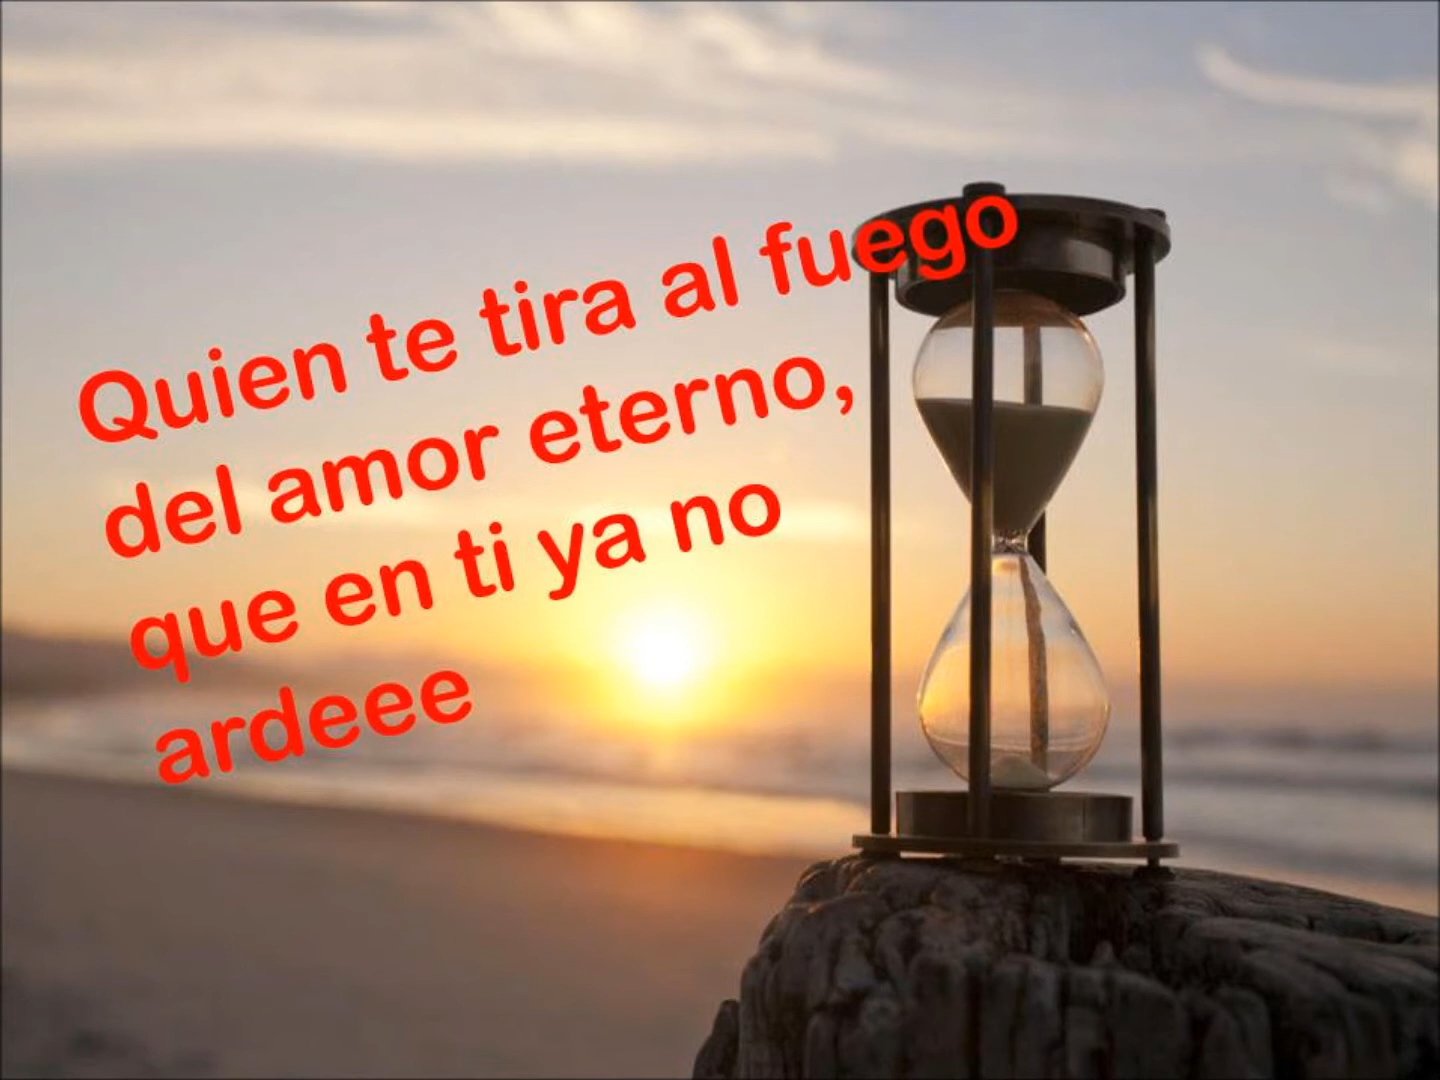 Quien te tira al fuego
del amor eterno,
que en ti ya no
ardeee